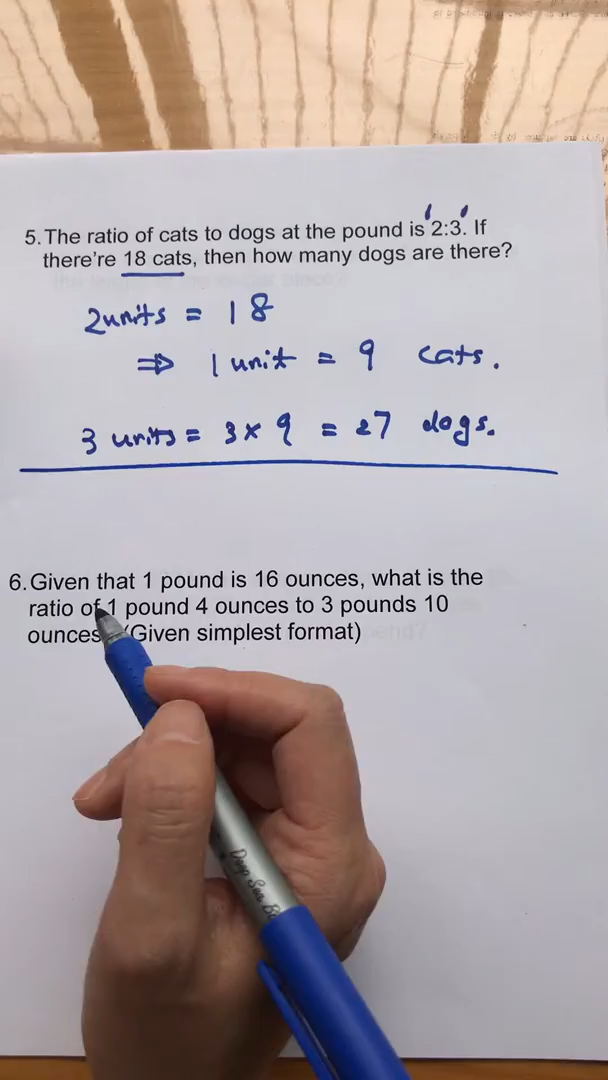 5. The ratio of cats to dogs at the pound is 2:3. If
there're 18 cats, then how many dogs are there?
2units = 18
⇒ 1 unit = 9 cats.
3 units = 3 × 9 = 27 dogs.
6. Given that 1 pound is 16 ounces, what is the
ratio of 1 pound 4 ounces to 3 pounds 10
ounces (Given simplest format)
Deep Sea